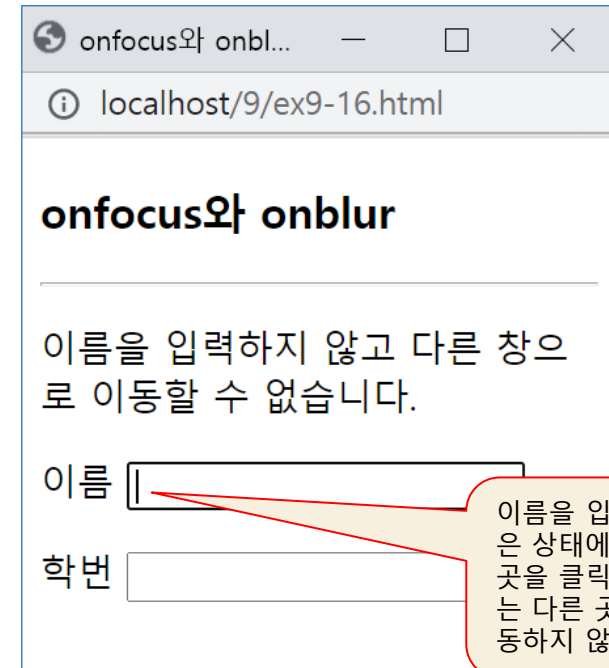 onfocus와 onbl...
localhost/9/ex9-16.html
onfocus와 onblur
이름을 입력하지 않고 다른 창으
로 이동할 수 없습니다.
이름
학번
이름을
은 상태에
곳을 클릭
는 다른
동하지